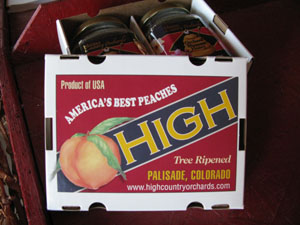 Product of USA
AMERICA'S BEST PEACHES
HIGH
Tree Ripened
PALISADE, COLORADO
www.highcountryorchards.com